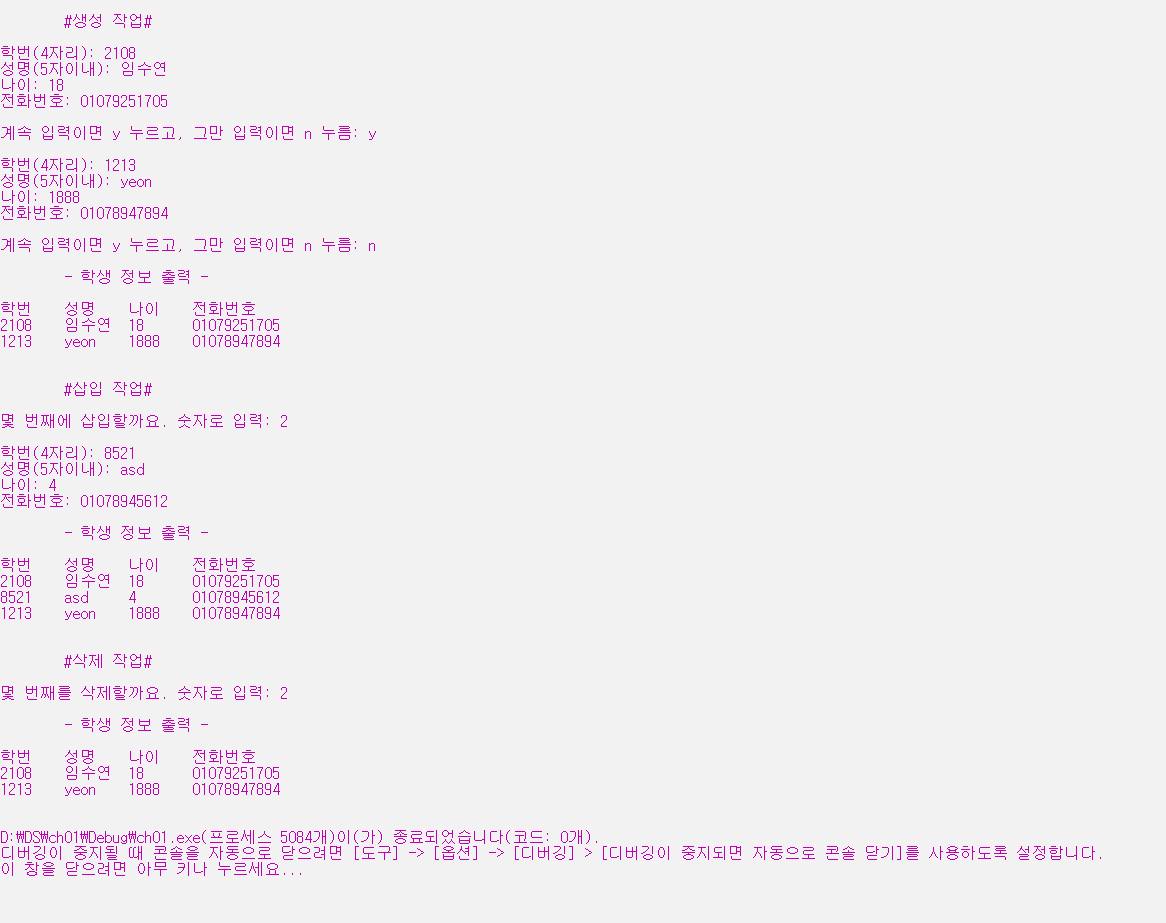 #생성 작업#
학번(4자리): 2108
성명(5자이내): 임수연
나이: 18
전화번호: 01079251705
계속 입력이면 y 누르고, 그만 입력이면 n 누름: y
학번(4자리): 1213
성명(5자이내): yeon
나이: 1888
전화번호: 01078947894
계속 입력이면 y 누르고, 그만 입력이면 n 누름: n
- 학생 정보 출력 -
학번 성명 나이 전화번호
2108 임수연 18 01079251705
1213 yeon 1888 01078947894
#삽입 작업#
몇 번째에 삽입할까요. 숫자로 입력: 2
학번(4자리): 8521
성명(5자이내): asd
나이: 4
전화번호: 01078945612
- 학생 정보 출력 -
학번 성명 나이 전화번호
2108 임수연 18 01079251705
8521 asd 4 01078945612
1213 yeon 1888 01078947894
#삭제 작업#
몇 번째를 삭제할까요. 숫자로 입력: 2
- 학생 정보 출력 -
학번 성명 나이 전화번호
2108 임수연 18 01079251705
1213 yeon 1888 01078947894
D:₩DS₩ch01₩Debug₩ch01.exe(프로세스 5084개)이(가) 종료되었습니다(코드: 0개).
디버깅이 중지될 때 콘솔을 자동으로 닫으려면 [도구] -> [옵션] -> [디버깅] > [디버깅이 중지되면 자동으로 콘솔 닫기]를 사용하도록 설정합니다.
이 창을 닫으려면 아무 키나 누르세요...